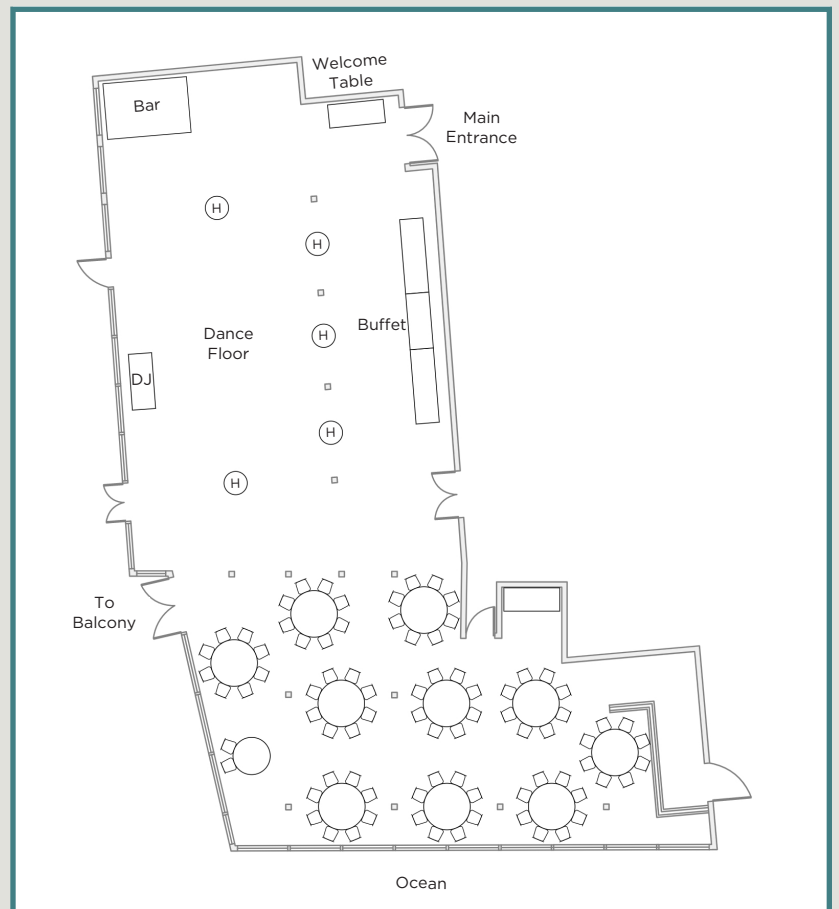 Welcome
Table
Bar
Main
Entrance
H
H
H
Buffet
Dance
Floor
DJ
H
H
To
Balcony
Ocean